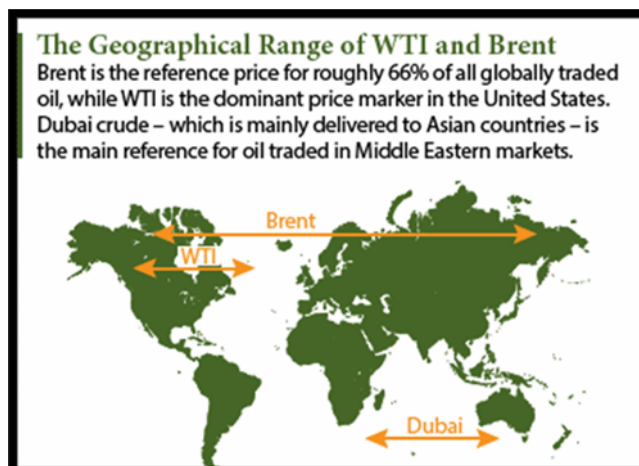 The Geographical Range of WTI and Brent
Brent is the reference price for roughly 66% of all globally traded
oil, while WTI is the dominant price marker in the United States.
Dubai crude – which is mainly delivered to Asian countries – is
the main reference for oil traded in Middle Eastern markets.
Brent
WTI
Dubai